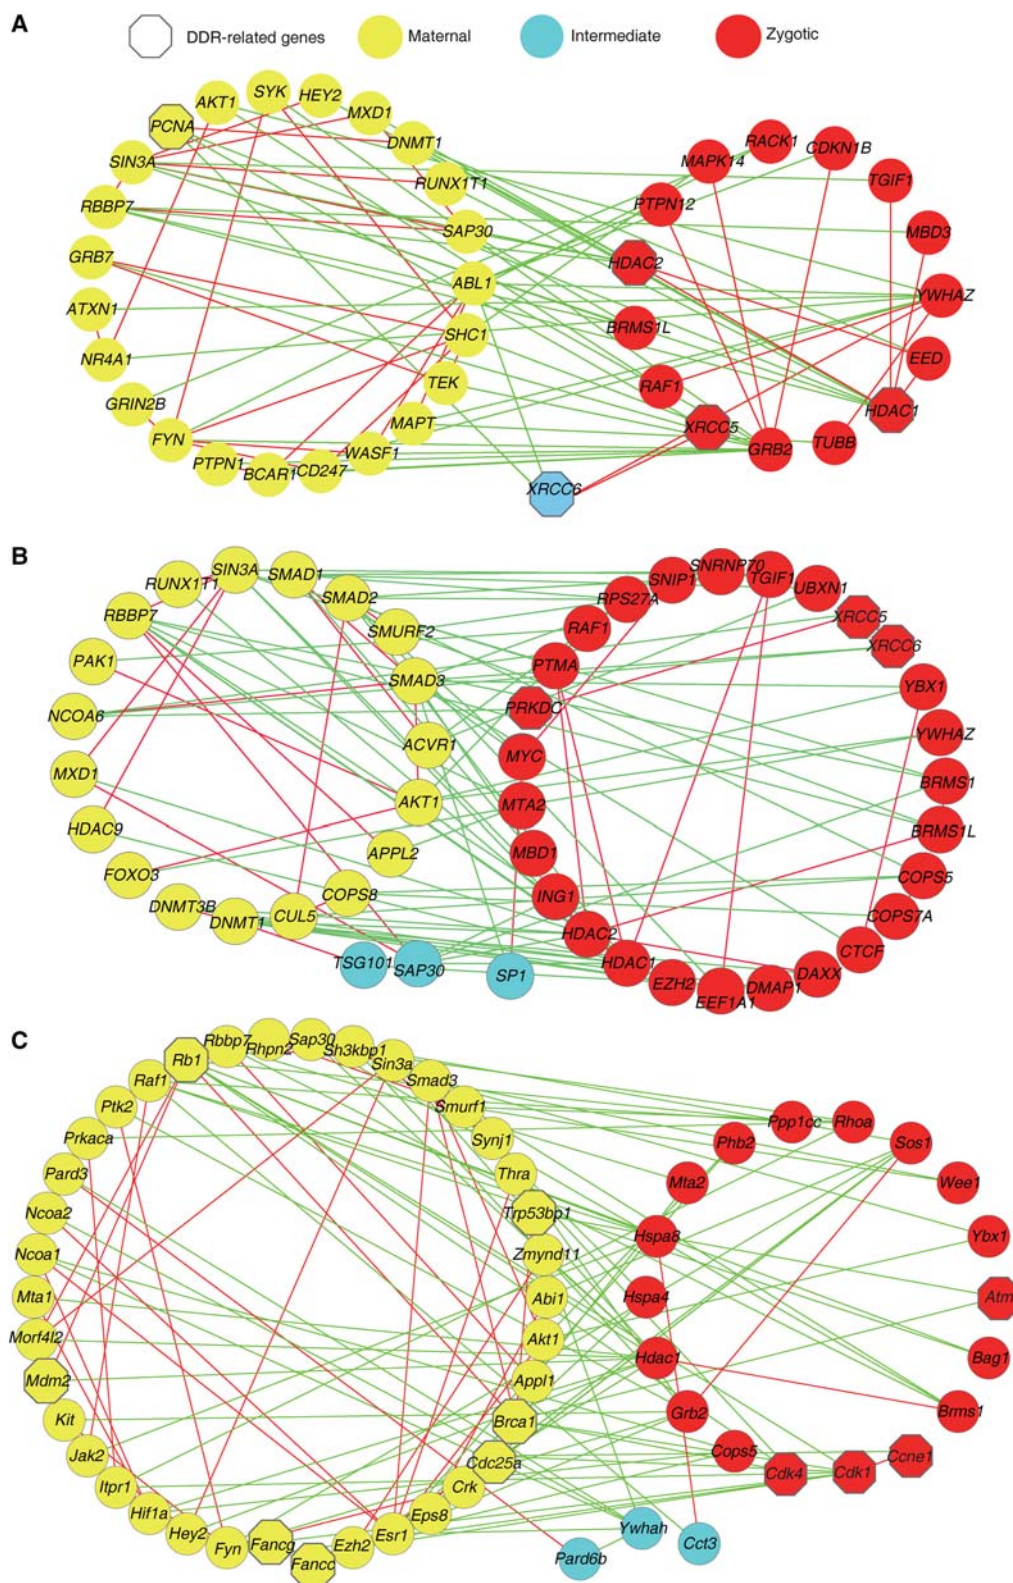 A
DDR-related genes
Maternal
Intermediate
Zygotic
SYK
HEY2
AKT1
MXD1
PCNA
DNMT1
RACK1
CDKN1B
SIN3A
MAPK14
TGIF1
RUNX1T1
RBBP7
PTPN12
SAP30
MBD3
GRB7
HDAC2
ABL1
YWHAZ
ATXN1
BRMS1L
SHC1
NR4A1
EED
TEK
RAF1
GRIN2B
HDAC1
MAPT
XRCC5
FYN
TUBB
GRB2
WASF1
PTPN1
BCAR1
CD247
XRCC6
B
SIN3A
SMAD1
SNRNP70
TGIF1
RUNX1T1
SNIP1
UBXN1
SMAD2
RPS27A
RBBP7
XRCC5
SMURF2
RAF1
XRCC6
PAK1
PTMA
SMAD3
YBX1
NCOA6
PRKDC
YWHAZ
ACVR1
MYC
MXD1
BRMS1
AKT1
MTA2
HDAC9
BRMS1L
APPL2
MBD1
FOXO3
COPS5
COPS8
ING1
DNMT3B
DNMT1
CUL5
COPS7A
HDAC2
CTCF
TSG101
SAP30
SP1
HDAC1
DAXX
EZH2
DMAP1
EEF1A1
C
Rbbp7
Rhpn2
Sap30
Sh3kbp1
Rb1
Sin3a
Raf1
Smad3
Ptk2
Smurf1
Ppp1cc
Rhoa
Prkaca
Synj1
Phb2
Sos1
Pard3
Thra
Mta2
Wee1
Ncoa2
Trp53bp1
Hspa8
Ybx1
Ncoa1
Zmynd11
Mta1
Abi1
Hspa4
Atm
Morf4l2
Akt1
Hdac1
Bag1
Mdm2
Appl1
Kit
Brca1
Grb2
Brms1
Jak2
Cdc25a
Cops5
Ccne1
Itpr1
Crk
Cdk4
Cdk1
Hif1a
Eps8
Hey2
Esr1
Ywhah
Fyn
Fancg
Ezh2
Cct3
Fancc
Pard6b